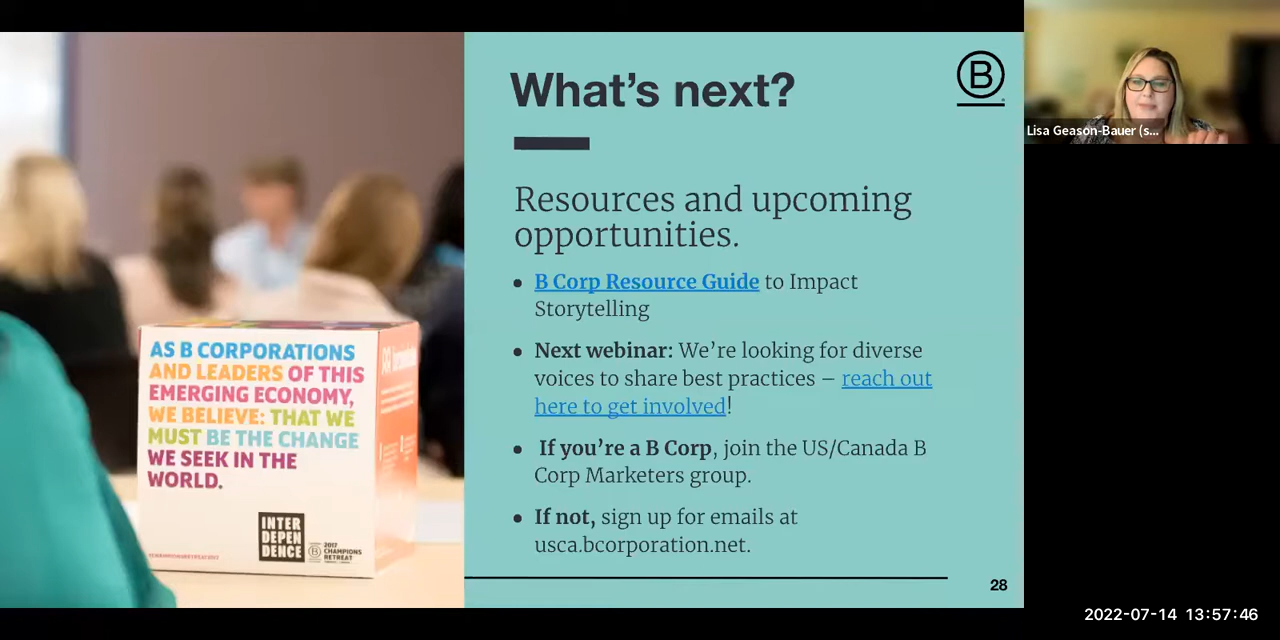 What's next?
B
Lisa Geason-Bauer (s...
Resources and upcoming
opportunities.
• B Corp Resource Guide to Impact
Storytelling
• Next webinar: We're looking for diverse
voices to share best practices – reach out
here to get involved!
• If you're a B Corp, join the US/Canada B
Corp Marketers group.
• If not, sign up for emails at
usca.bcorporation.net.
AS B CORPORATIONS
AND LEADERS OF THIS
EMERGING ECONOMY,
WE BELIEVE: THAT WE
MUST BE THE CHANGE
WE SEEK IN THE
WORLD.
INTER
DEPEN
DENCE
B
2017
CHAMPIONS
RETREAT
28
2022-07-14 13:57:46